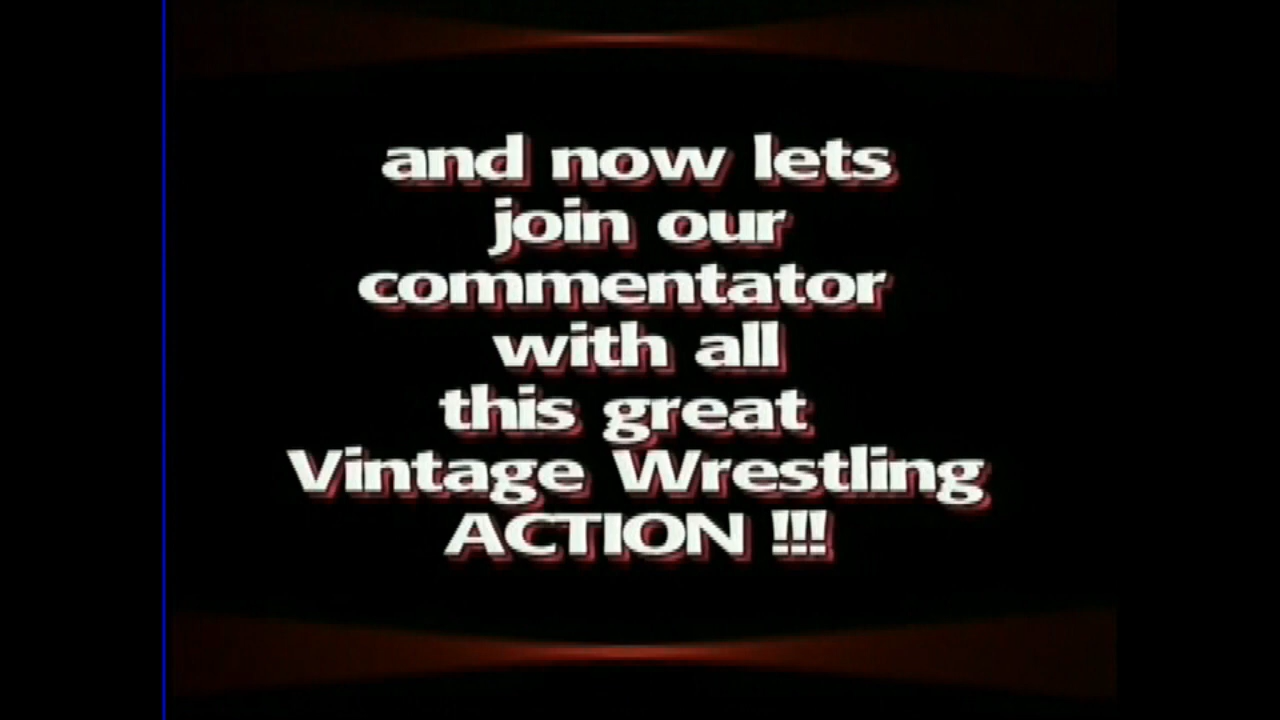 and now lets
join our
commentator
with all
this great
Vintage Wrestling
ACTION !!!